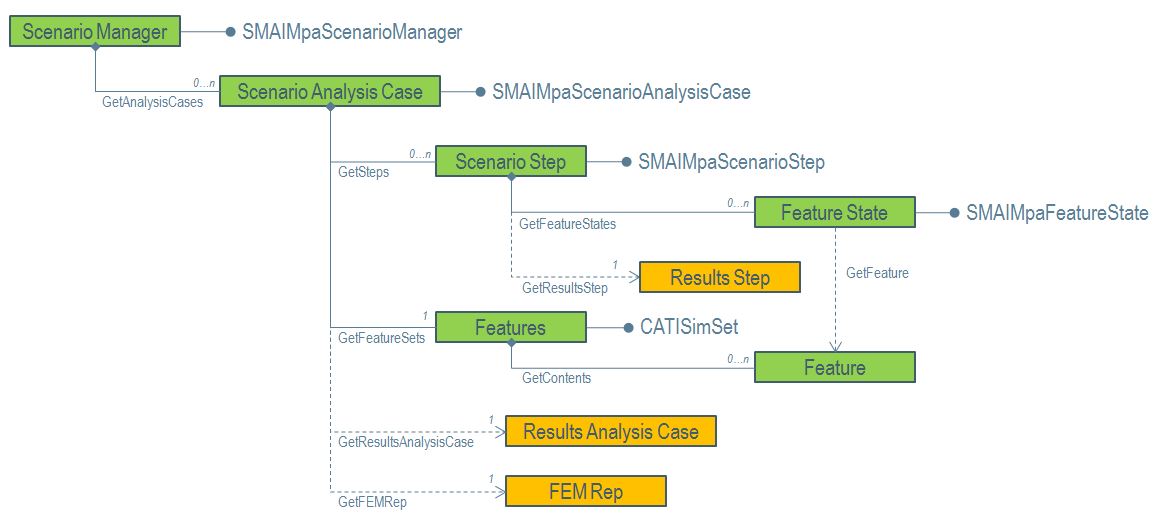 Scenario Manager
SMAIMpaScenarioManager
0...n
GetAnalysisCases
Scenario Analysis Case
SMAIMpaScenarioAnalysisCase
0...n
GetSteps
Scenario Step
SMAIMpaScenarioStep
0...n
GetFeatureStates
Feature State
SMAIMpaFeatureState
1
GetResultsStep
Results Step
GetFeature
1
GetFeatureSets
Features
CATISimSet
0...n
GetContents
Feature
1
GetResultsAnalysisCase
Results Analysis Case
1
GetFEMRep
FEM Rep